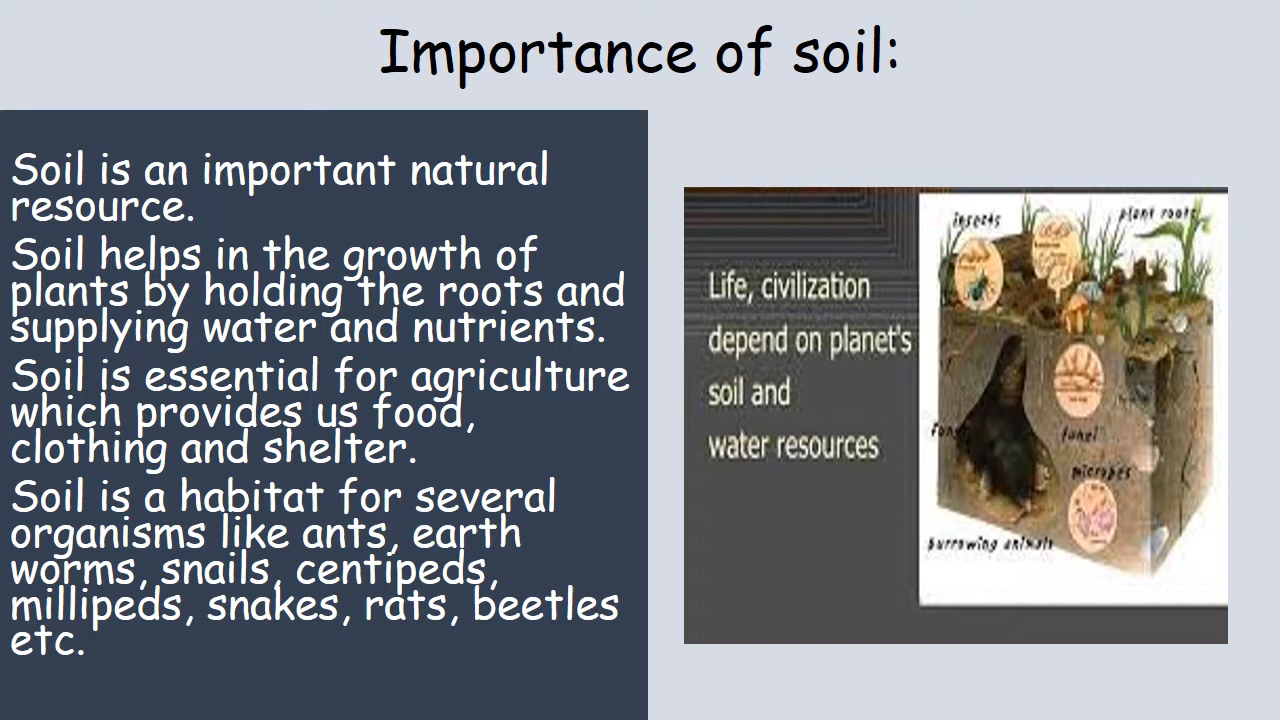 Importance of soil:
Soil is an important natural
resource.
Soil helps in the growth of
plants by holding the roots and
supplying water and nutrients.
Soil is essential for agriculture
which provides us food,
clothing and shelter.
Soil is a habitat for several
organisms like ants, earth
worms, snails, centipeds,
millipeds, snakes, rats, beetles
etc.
Life, civilization
depend on planet's
soil and
water resources
insects
plant roots
fungi
microbes
burrowing animals